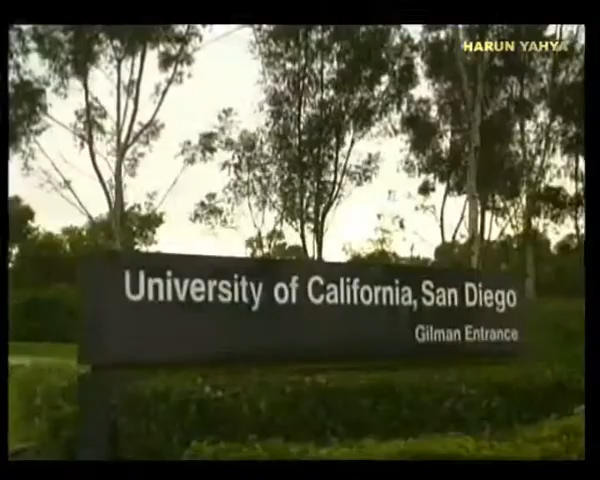 HARUN YAHYA
University of California, San Diego
Gilman Entrance